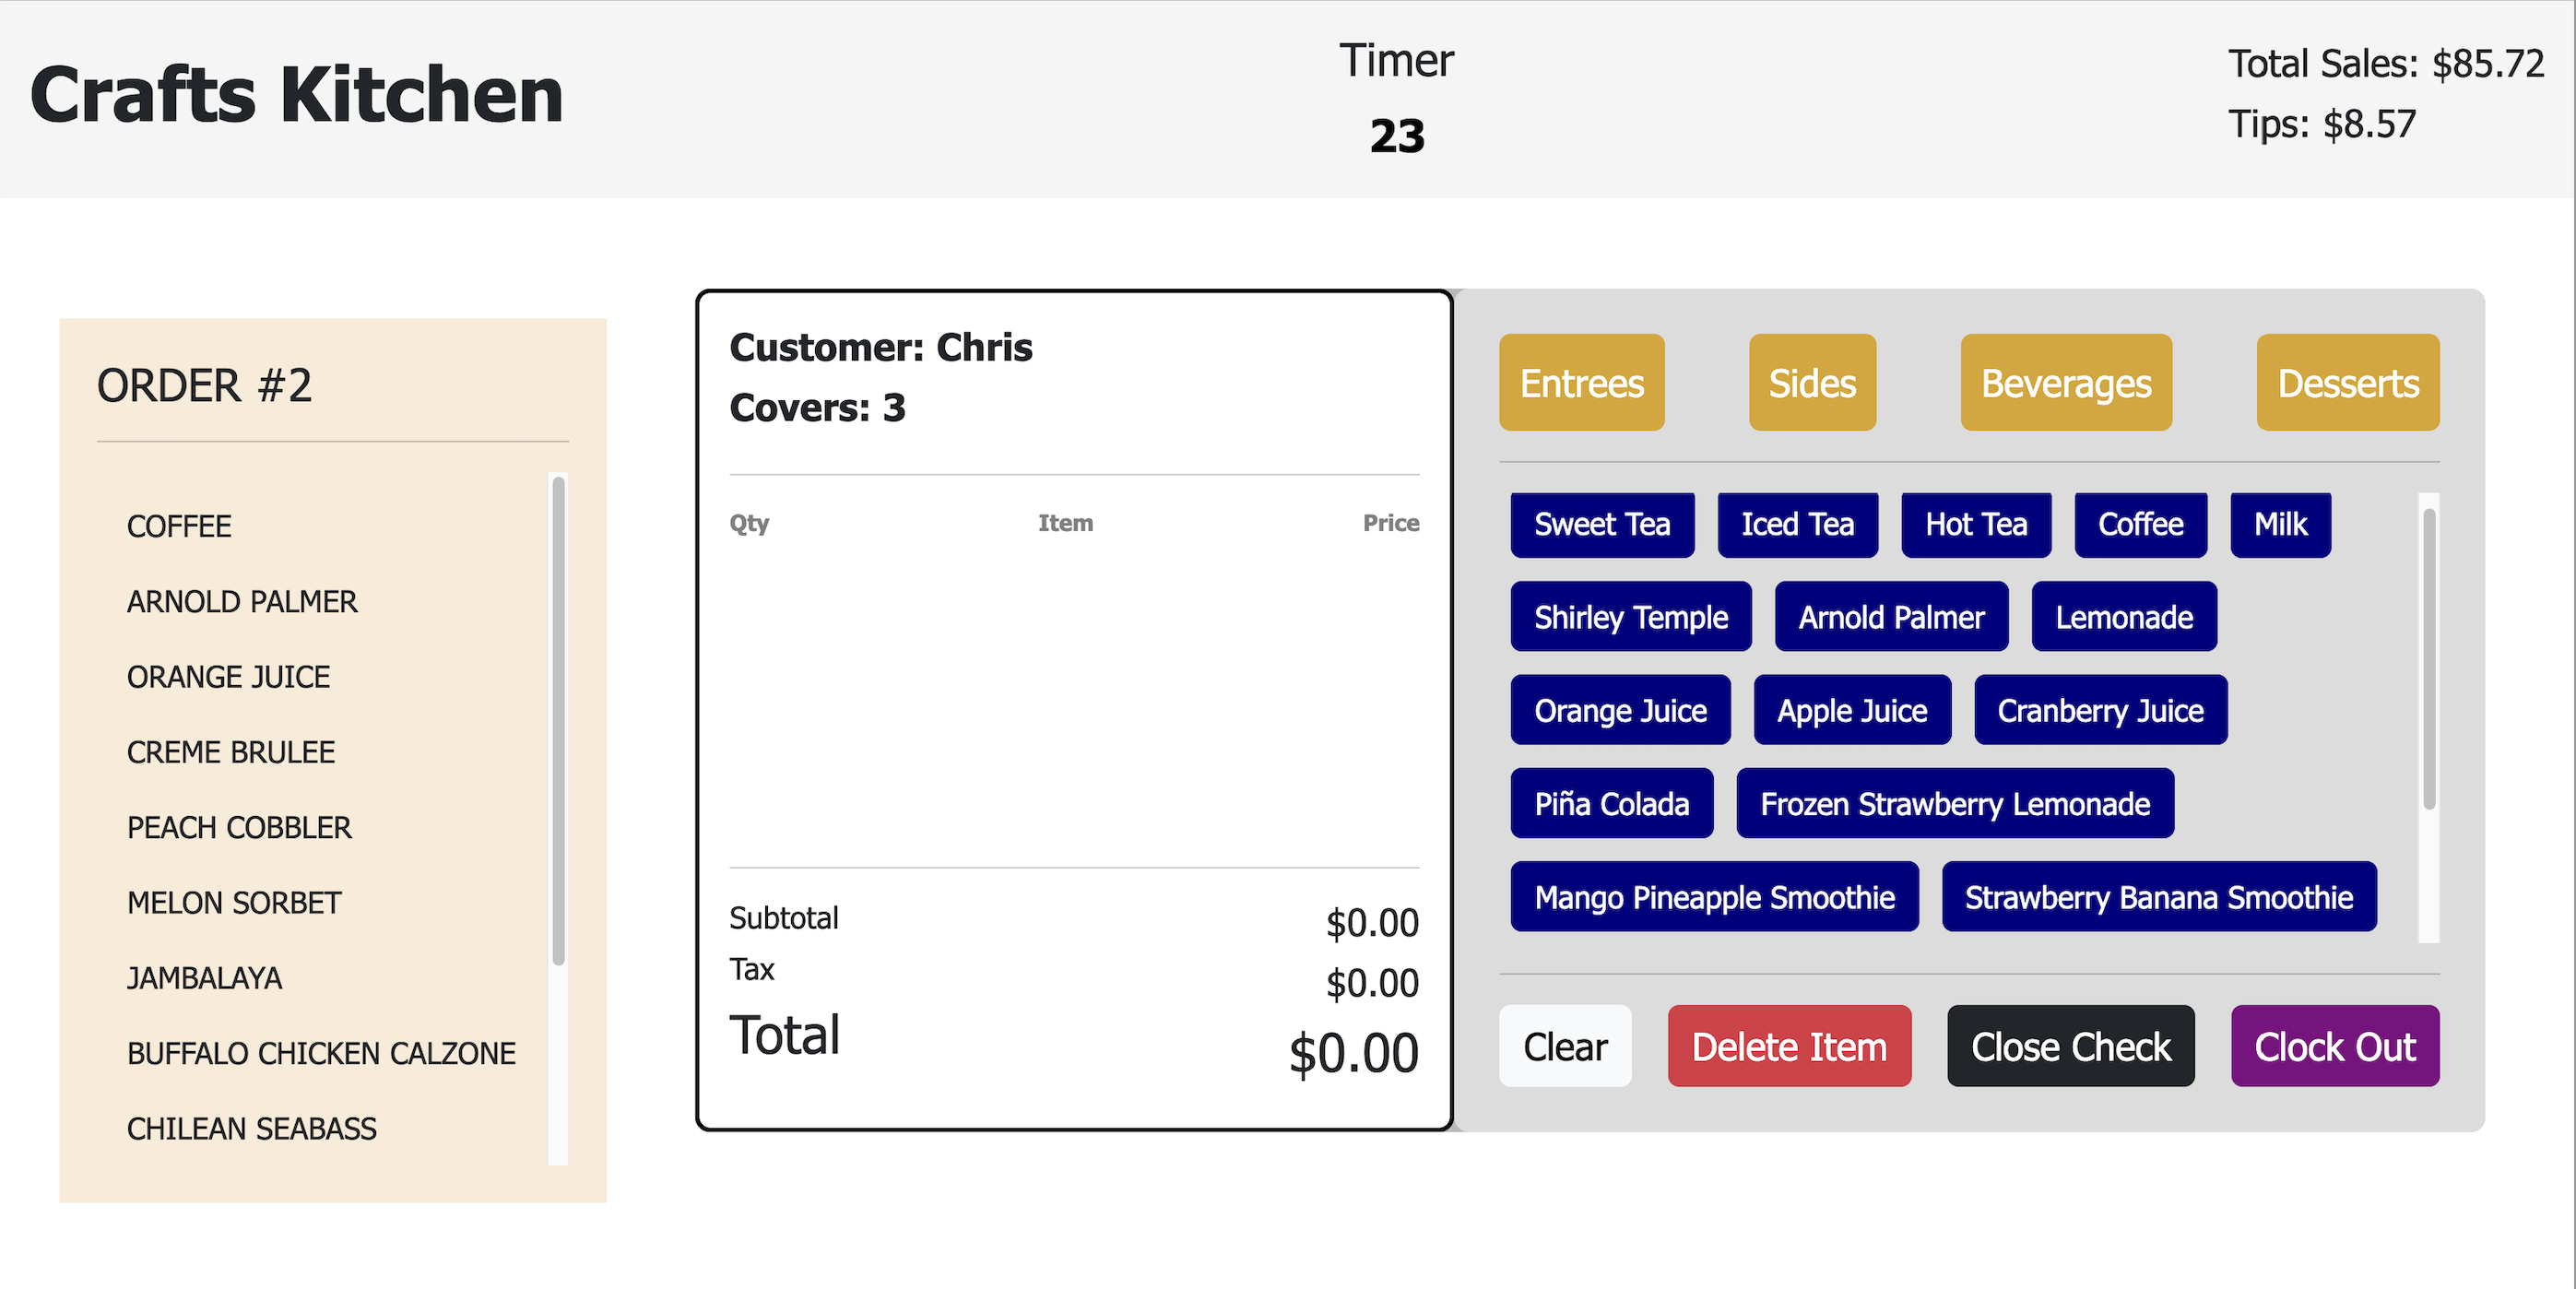 Crafts Kitchen
Timer
23
Total Sales: $85.72
Tips: $8.57
ORDER #2
COFFEE
ARNOLD PALMER
ORANGE JUICE
CREME BRULEE
PEACH COBBLER
MELON SORBET
JAMBALAYA
BUFFALO CHICKEN CALZONE
CHILEAN SEABASS
Customer: Chris
Covers: 3
Qty Item Price
Subtotal $0.00
Tax $0.00
Total $0.00
Entrees Sides Beverages Desserts
Sweet Tea Iced Tea Hot Tea Coffee Milk
Shirley Temple Arnold Palmer Lemonade
Orange Juice Apple Juice Cranberry Juice
Piña Colada Frozen Strawberry Lemonade
Mango Pineapple Smoothie Strawberry Banana Smoothie
Clear Delete Item Close Check Clock Out